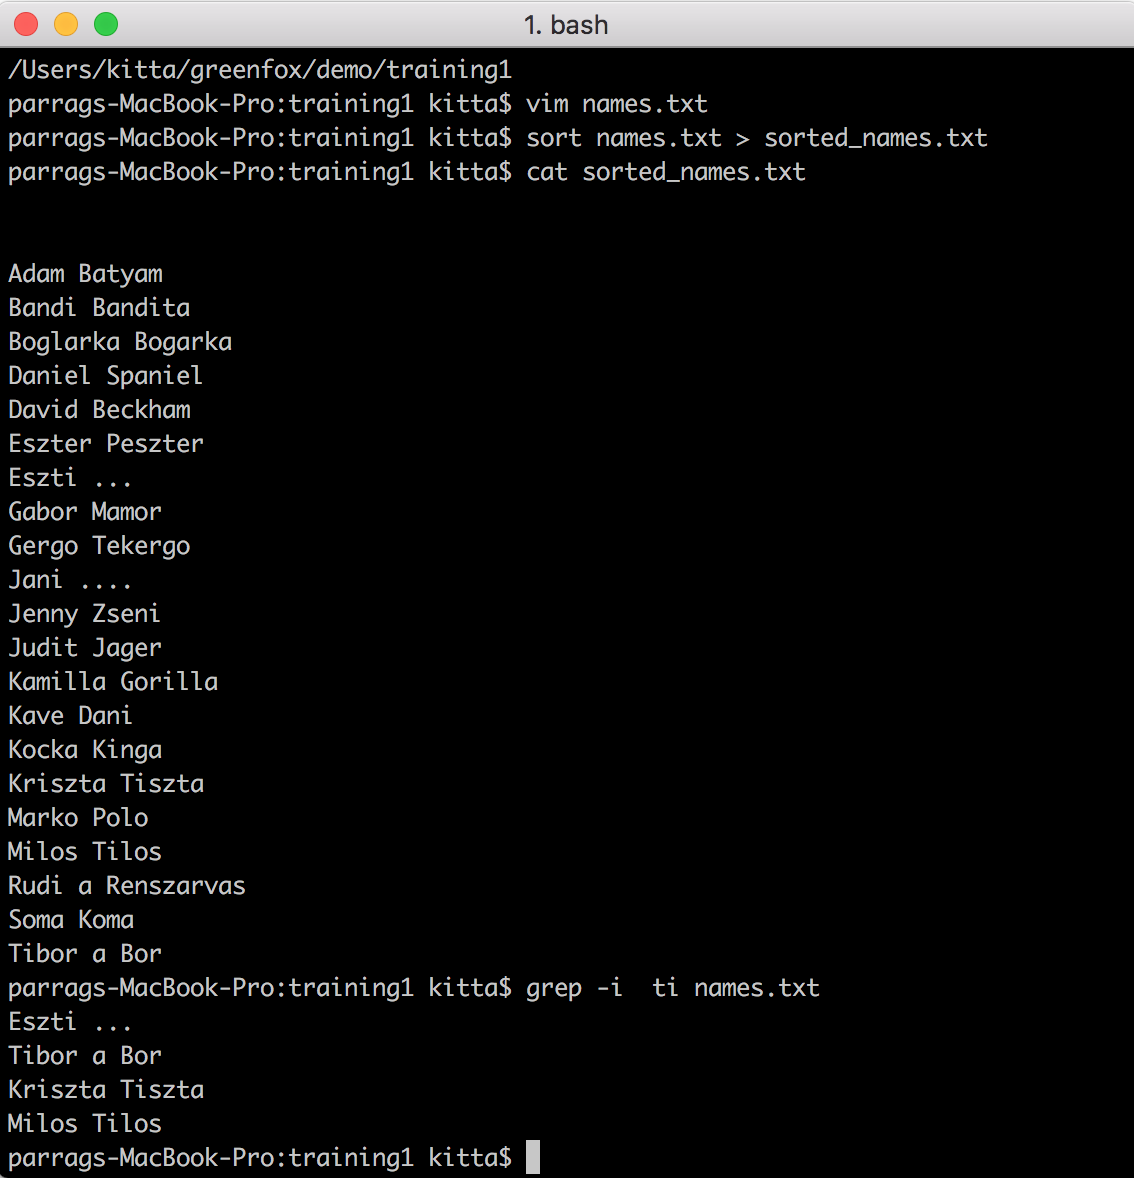 1. bash
/Users/kitta/greenfox/demo/training1
parrags-MacBook-Pro:training1 kitta$ vim names.txt
parrags-MacBook-Pro:training1 kitta$ sort names.txt > sorted_names.txt
parrags-MacBook-Pro:training1 kitta$ cat sorted_names.txt
Adam Batyam
Bandi Bandita
Boglarka Bogarka
Daniel Spaniel
David Beckham
Eszter Peszter
Eszti ...
Gabor Mamor
Gergo Tekergo
Jani ....
Jenny Zseni
Judit Jager
Kamilla Gorilla
Kave Dani
Kocka Kinga
Kriszta Tiszta
Marko Polo
Milos Tilos
Rudi a Renszarvas
Soma Koma
Tibor a Bor
parrags-MacBook-Pro:training1 kitta$ grep -i  ti names.txt
Eszti ...
Tibor a Bor
Kriszta Tiszta
Milos Tilos
parrags-MacBook-Pro:training1 kitta$